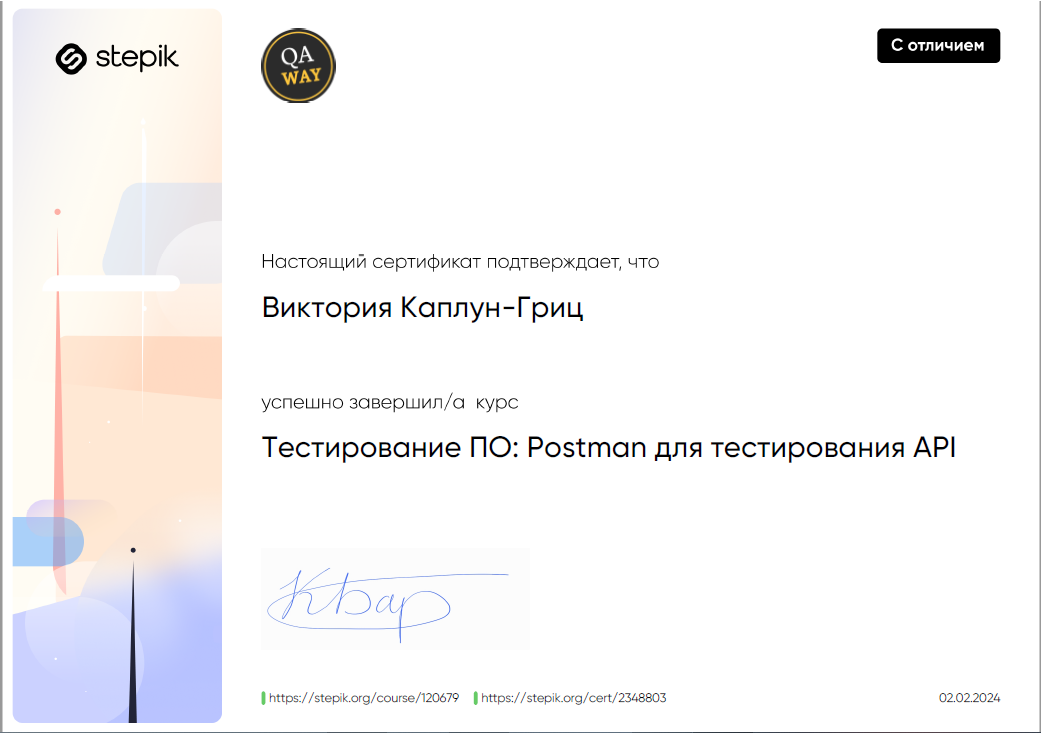 stepik
QA
WAY
С отличием
Настоящий сертификат подтверждает, что
Виктория Каплун-Гриц
успешно завершил/а курс
Тестирование ПО: Postman для тестирования API
https://stepik.org/course/120679 https://stepik.org/cert/2348803 02.02.2024